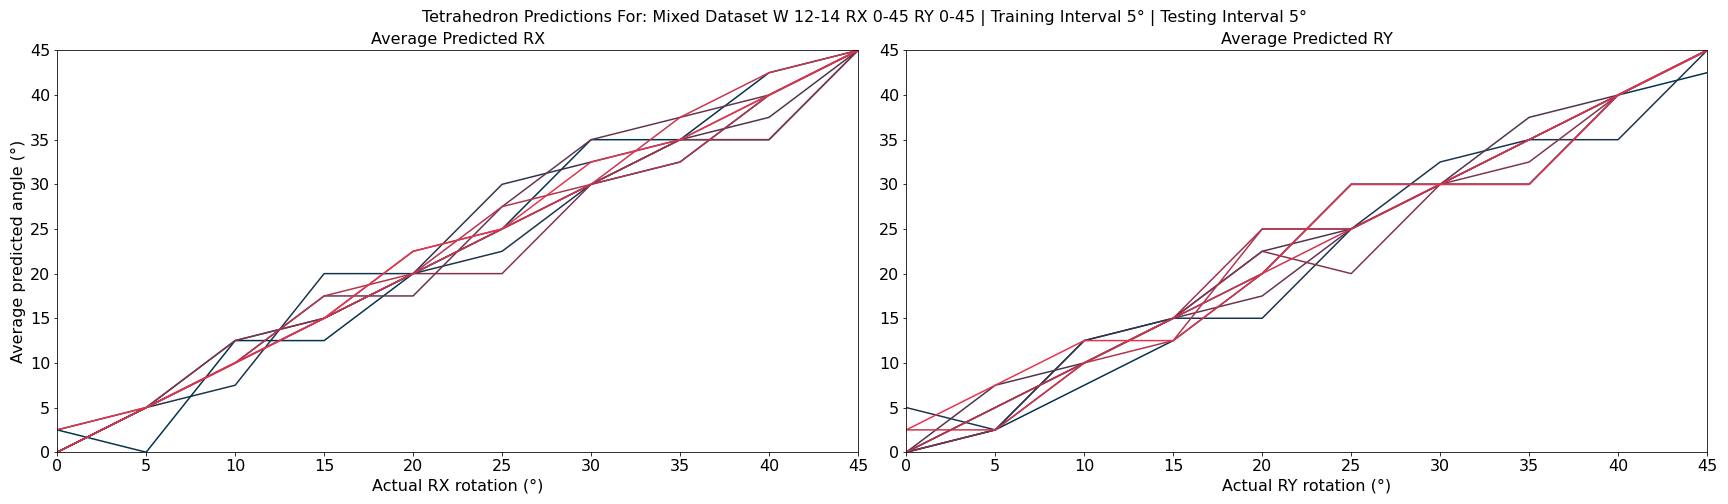 Tetrahedron Predictions For: Mixed Dataset W 12-14 RX 0-45 RY 0-45 | Training Interval 5° | Testing Interval 5°
Average Predicted RX
45
40
35
30
25
20
15
10
5
0
Average predicted angle (°)
0 5 10 15 20 25 30 35 40 45
Actual RX rotation (°)
Average Predicted RY
45
40
35
30
25
20
15
10
5
0
0 5 10 15 20 25 30 35 40 45
Actual RY rotation (°)